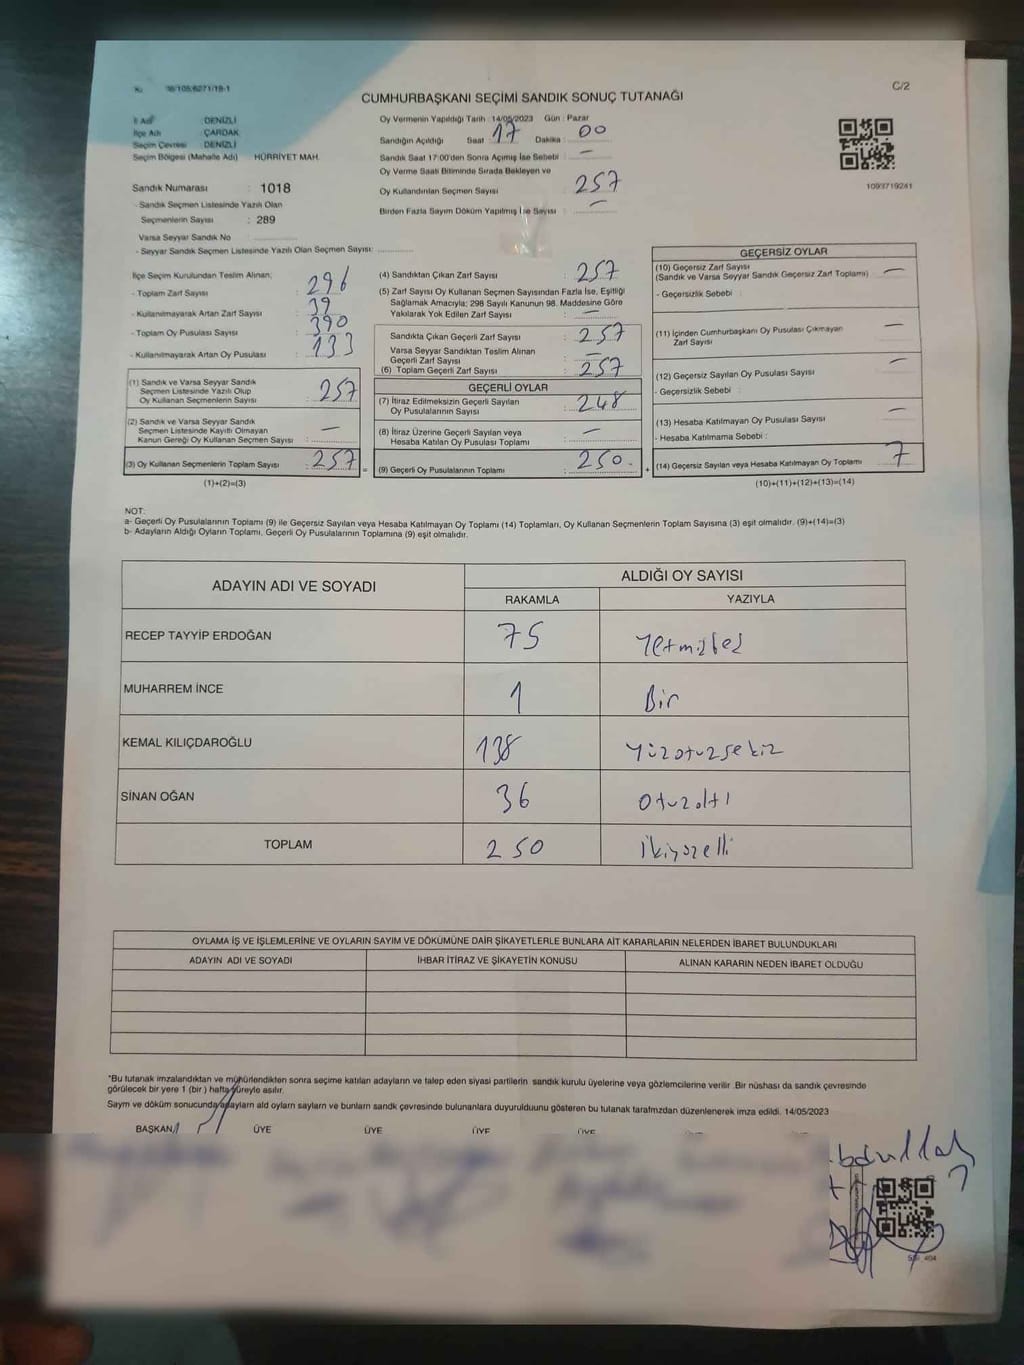 C/2
CUMHURBAŞKANI SEÇİMİ SANDIK SONUÇ TUTANAĞI
İl Adı DENİZLİ
İlçe Adı : ÇARDAK
Seçim Çevresi : DENİZLİ
Seçim Bölgesi (Mahalle Adı) HÜRRİYET MAH.
Sandık Numarası : 1018
- Sandık Seçmen Listesinde Yazılı Olan
Seçmenlerin Sayısı : 289
Varsa Seyyar Sandık No
- Seyyar Sandık Seçmen Listesinde Yazılı Olan Seçmen Sayısı:
Oy Vermenin Yapıldığı Tarih : 14/05/2023 Gün : Pazar
Sandığın Açıldığı Saat 17 Dakika : 00
Sandık Saat 17:00'den Sonra Açımış İse Sebebi : –
Oy Verme Saati Bitiminde Sırada Bekleyen ve
Oy Kullandırılan Seçmen Sayısı : 257
Birden Fazla Sayım Döküm Yapılmış İse Sayısı : –
1093719241
İlçe Seçim Kurulundan Teslim Alınan;
- Toplam Zarf Sayısı : 296
- Kullanılmayarak Artan Zarf Sayısı : 39
- Toplam Oy Pusulası Sayısı : 390
- Kullanılmayarak Artan Oy Pusulası : 133
(1) Sandık ve Varsa Seyyar Sandık
Seçmen Listesinde Yazılı Olup
Oy Kullanan Seçmenlerin Sayısı : 257
(2) Sandık ve Varsa Seyyar Sandık
Seçmen Listesinde Kayıtlı Olmayan
Kanun Gereği Oy Kullanan Seçmen Sayısı : –
(3) Oy Kullanan Seçmenlerin Toplam Sayısı : 257
(1)+(2)=(3)
(4) Sandıktan Çıkan Zarf Sayısı : 257
(5) Zarf Sayısı Oy Kullanan Seçmen Sayısından Fazla İse, Eşitliği
Sağlamak Amacıyla; 298 Sayılı Kanunun 98. Maddesine Göre
Yakılarak Yok Edilen Zarf Sayısı : –
Sandıkta Çıkan Geçerli Zarf Sayısı : 257
Varsa Seyyar Sandıktan Teslim Alınan
Geçerli Zarf Sayısı : –
(6) Toplam Geçerli Zarf Sayısı : 257
GEÇERLİ OYLAR
(7) İtiraz Edilmeksizin Geçerli Sayılan
Oy Pusulalarının Sayısı : 248
(8) İtiraz Üzerine Geçerli Sayılan veya
Hesaba Katılan Oy Pusulası Toplamı : –
= (9) Geçerli Oy Pusulalarının Toplamı : 250.
GEÇERSİZ OYLAR
(10) Geçersiz Zarf Sayısı
(Sandık ve Varsa Seyyar Sandık Geçersiz Zarf Toplamı) –
- Geçersizlik Sebebi :
(11) İçinden Cumhurbaşkanı Oy Pusulası Çıkmayan
Zarf Sayısı –
(12) Geçersiz Sayılan Oy Pusulası Sayısı –
- Geçersizlik Sebebi :
(13) Hesaba Katılmayan Oy Pusulası Sayısı –
- Hesaba Katılmama Sebebi :
+ (14) Geçersiz Sayılan veya Hesaba Katılmayan Oy Toplamı 7
(10)+(11)+(12)+(13)=(14)
NOT:
a- Geçerli Oy Pusulalarının Toplamı (9) ile Geçersiz Sayılan veya Hesaba Katılmayan Oy Toplamı (14) Toplamları, Oy Kullanan Seçmenlerin Toplam Sayısına (3) eşit olmalıdır. (9)+(14)=(3)
b- Adayların Aldığı Oyların Toplamı, Geçerli Oy Pusulalarının Toplamına (9) eşit olmalıdır.
ADAYIN ADI VE SOYADI ALDIĞI OY SAYISI
RAKAMLA YAZIYLA
RECEP TAYYİP ERDOĞAN 75 Yetmişbeş
MUHARREM İNCE 1 Bir
KEMAL KILIÇDAROĞLU 138 Yüzotuzsekiz
SİNAN OĞAN 36 Otuzaltı
TOPLAM 250 İkiyüzelli
OYLAMA İŞ VE İŞLEMLERİNE VE OYLARIN SAYIM VE DÖKÜMÜNE DAİR ŞİKAYETLERLE BUNLARA AİT KARARLARIN NELERDEN İBARET BULUNDUKLARI
ADAYIN ADI VE SOYADI İHBAR İTİRAZ VE ŞİKAYETİN KONUSU ALINAN KARARIN NEDEN İBARET OLDUĞU
*Bu tutanak imzalandıktan ve mühürlendikten sonra seçime katılan adayların ve talep eden siyasi partilerin sandık kurulu üyelerine veya gözlemcilerine verilir .Bir nüshası da sandık çevresinde
görülecek bir yere 1 (bir ) hafta süreyle asılır.
Sayım ve döküm sonucunda adayların ald oyların sayların ve bunların sandk çevresinde bulunanlara duyurulduunu gösteren bu tutanak tarafmzdan düzenlenerek imza edildi. 14/05/2023
BAŞKAN ÜYE ÜYE ÜYE ÜYE
bdullah